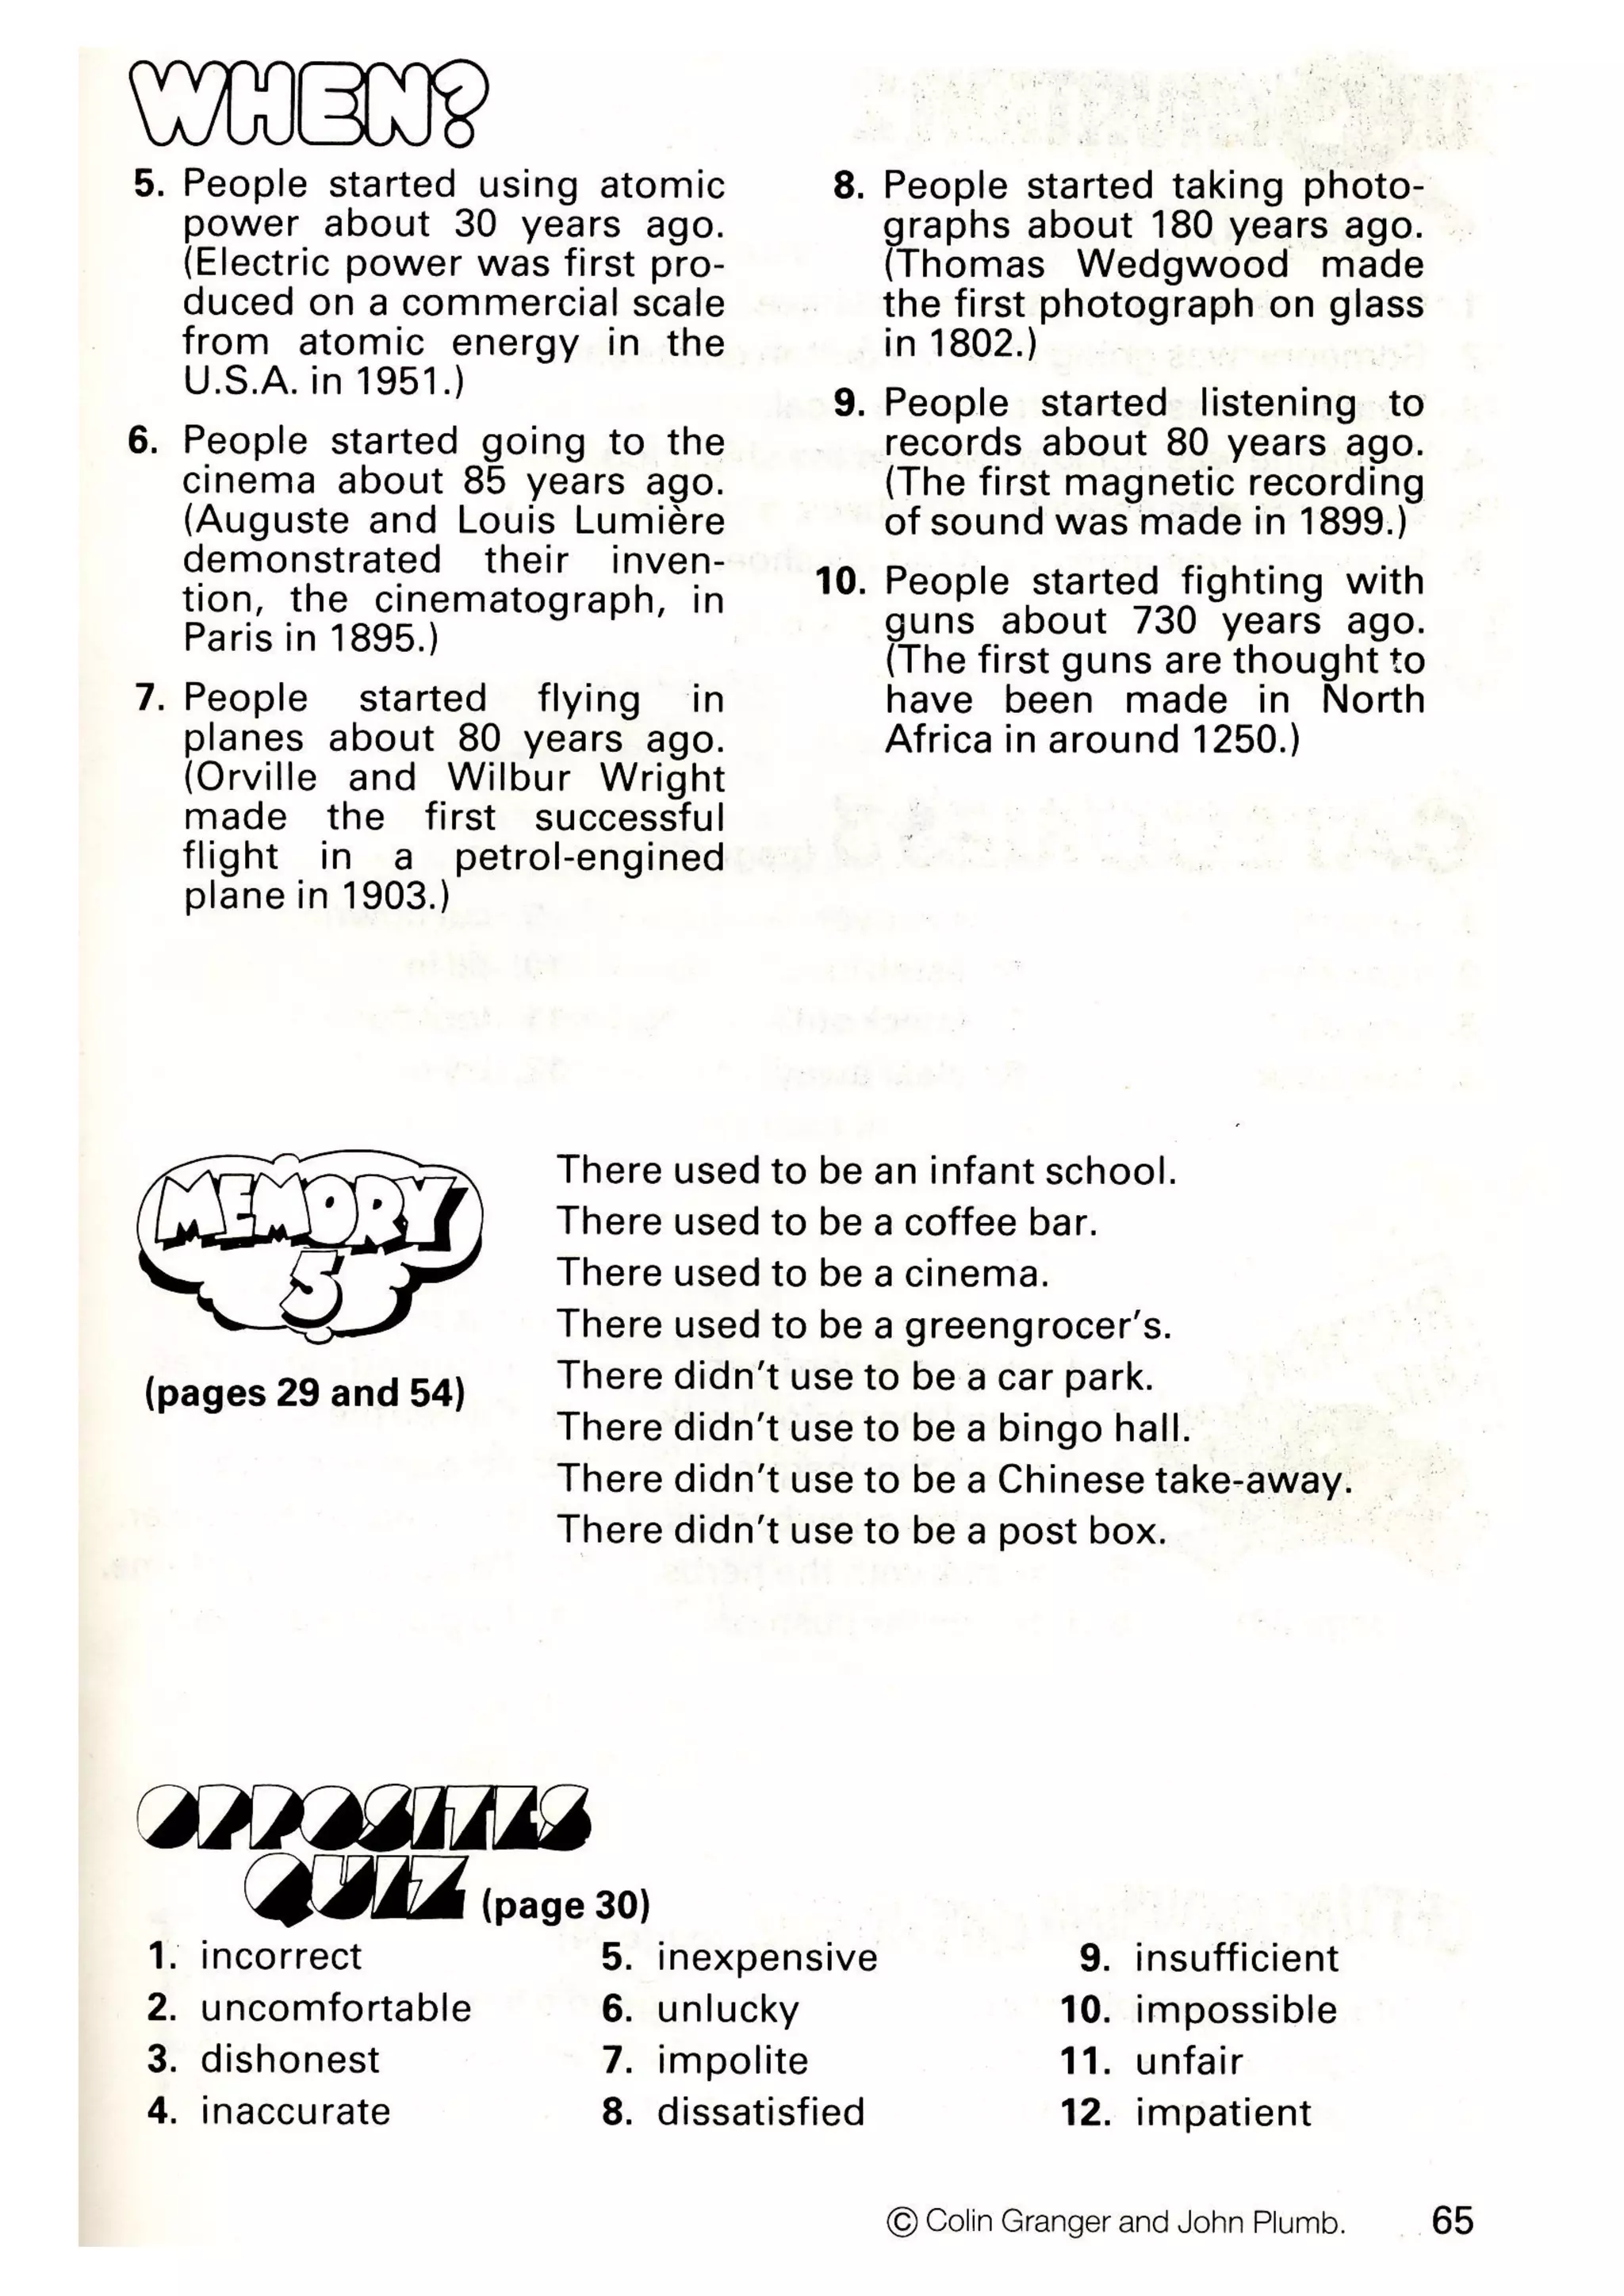 WHEN?
5. People started using atomic
power about 30 years ago.
(Electric power was first pro-
duced on a commercial scale
from atomic energy in the
U.S.A. in 1951.)
6. People started going to the
cinema about 85 years ago.
(Auguste and Louis Lumière
demonstrated their inven-
tion, the cinematograph, in
Paris in 1895.)
7. People started flying in
planes about 80 years ago.
(Orville and Wilbur Wright
made the first successful
flight in a petrol-engined
plane in 1903.)
8. People started taking photo-
graphs about 180 years ago.
(Thomas Wedgwood made
the first photograph on glass
in 1802.)
9. People started listening to
records about 80 years ago.
(The first magnetic recording
of sound was made in 1899.)
10. People started fighting with
guns about 730 years ago.
(The first guns are thought to
have been made in North
Africa in around 1250.)
MEMORY
5
(pages 29 and 54)
There used to be an infant school.
There used to be a coffee bar.
There used to be a cinema.
There used to be a greengrocer's.
There didn't use to be a car park.
There didn't use to be a bingo hall.
There didn't use to be a Chinese take-away.
There didn't use to be a post box.
OPPOSITES
QUIZ (page 30)
1. incorrect
2. uncomfortable
3. dishonest
4. inaccurate
5. inexpensive
6. unlucky
7. impolite
8. dissatisfied
9. insufficient
10. impossible
11. unfair
12. impatient
© Colin Granger and John Plumb. 65